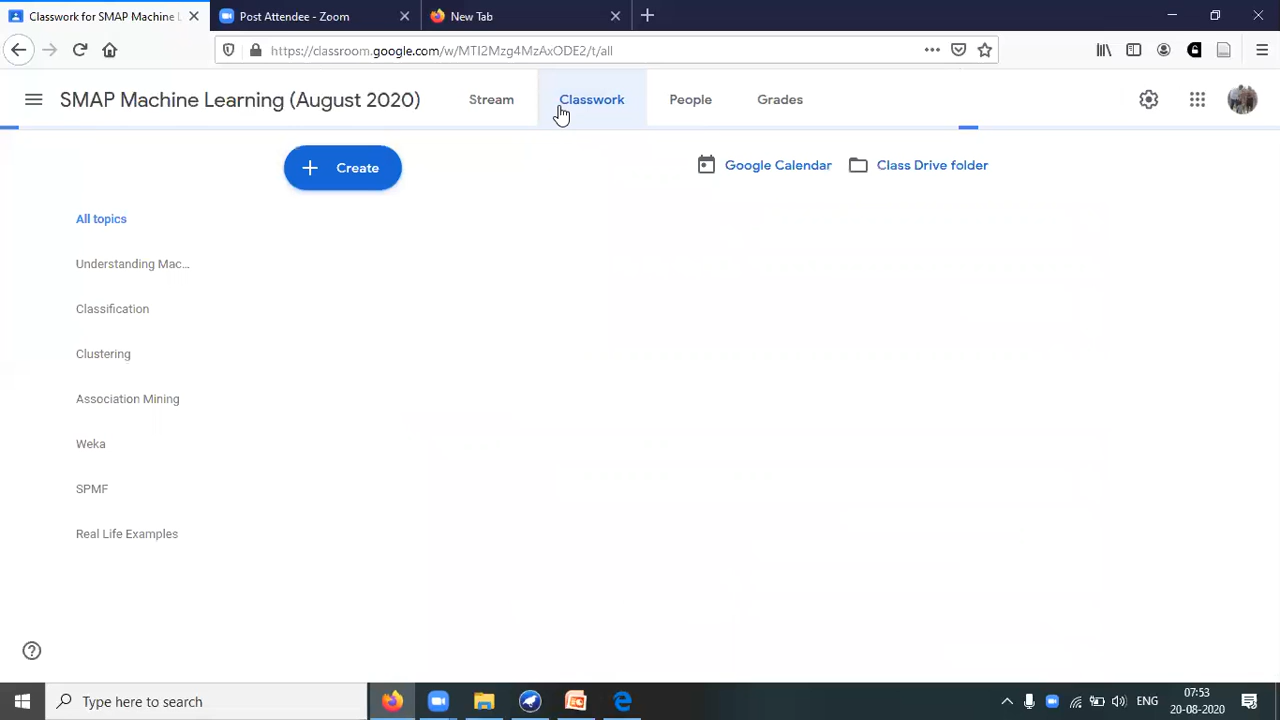 Classwork for SMAP Machine L
Post Attendee - Zoom
New Tab
https://classroom.google.com/w/MTI2Mzg4MzAxODE2/t/all
SMAP Machine Learning (August 2020)
Stream
Classwork
People
Grades
Create
Google Calendar
Class Drive folder
All topics
Understanding Mac...
Classification
Clustering
Association Mining
Weka
SPMF
Real Life Examples
Type here to search
ENG
07:53
20-08-2020